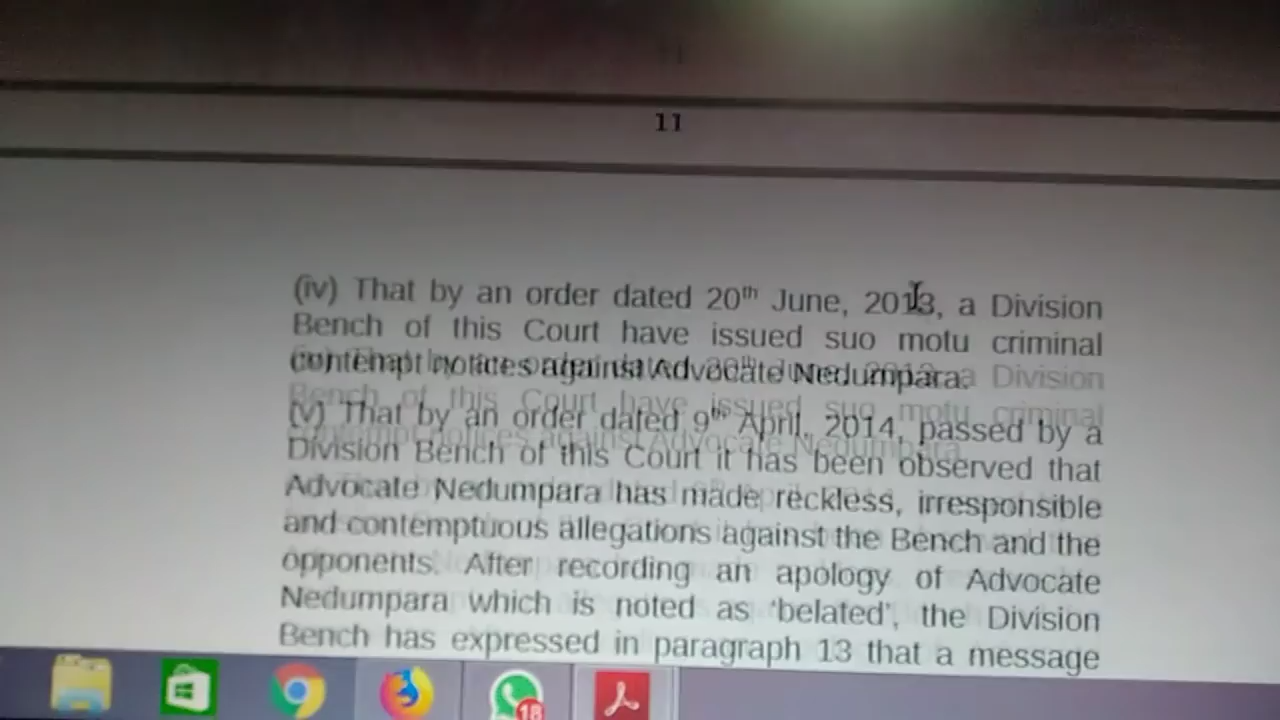 11
(iv) That by an order dated 20th June, 2013, a Division
Bench of this Court have issued suo motu criminal
contempt notices against Advocate Nedumpara.
(v) That by an order dated 9th April, 2014, passed by a
Division Bench of this Court it has been observed that
Advocate Nedumpara has made reckless, irresponsible
and contemptuous allegations against the Bench and the
opponents. After recording an apology of Advocate
Nedumpara which is noted as 'belated', the Division
Bench has expressed in paragraph 13 that a message
18